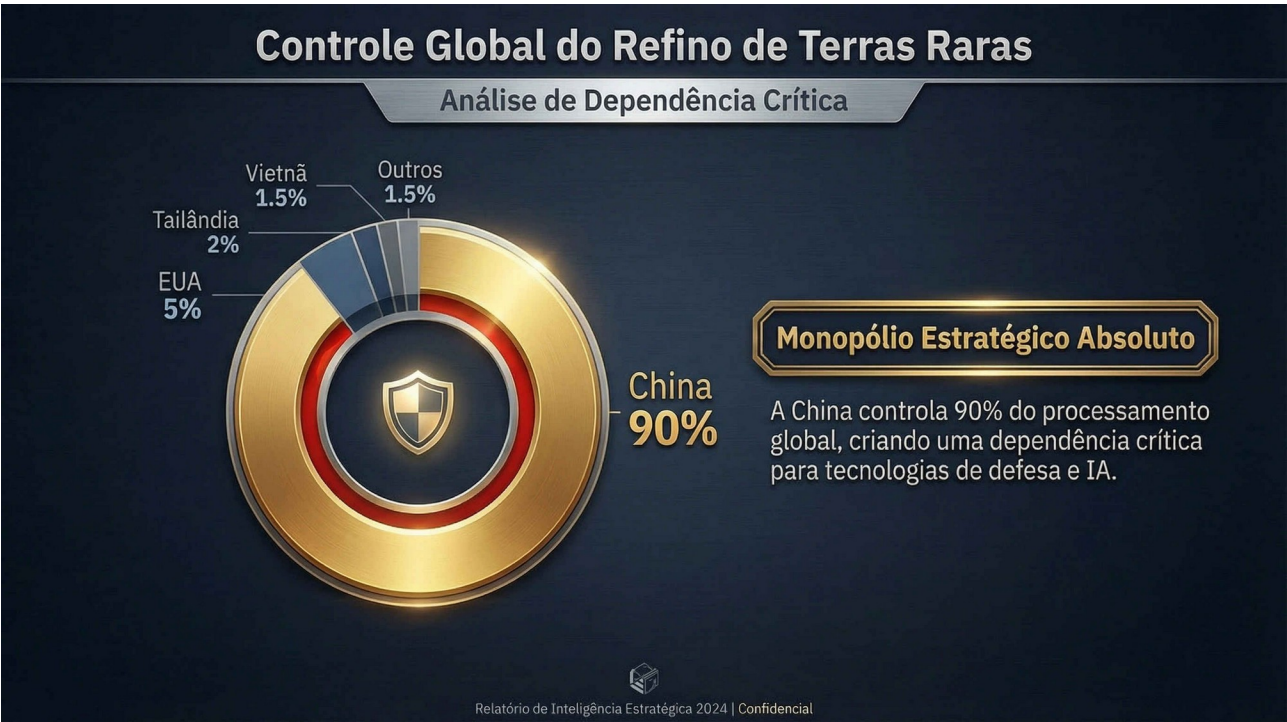 Controle Global do Refino de Terras Raras
Análise de Dependência Crítica
Vietnã
1.5%
Outros
1.5%
Tailândia
2%
EUA
5%
China
90%
Monopólio Estratégico Absoluto
A China controla 90% do processamento
global, criando uma dependência crítica
para tecnologias de defesa e IA.
Relatório de Inteligência Estratégica 2024 | Confidencial